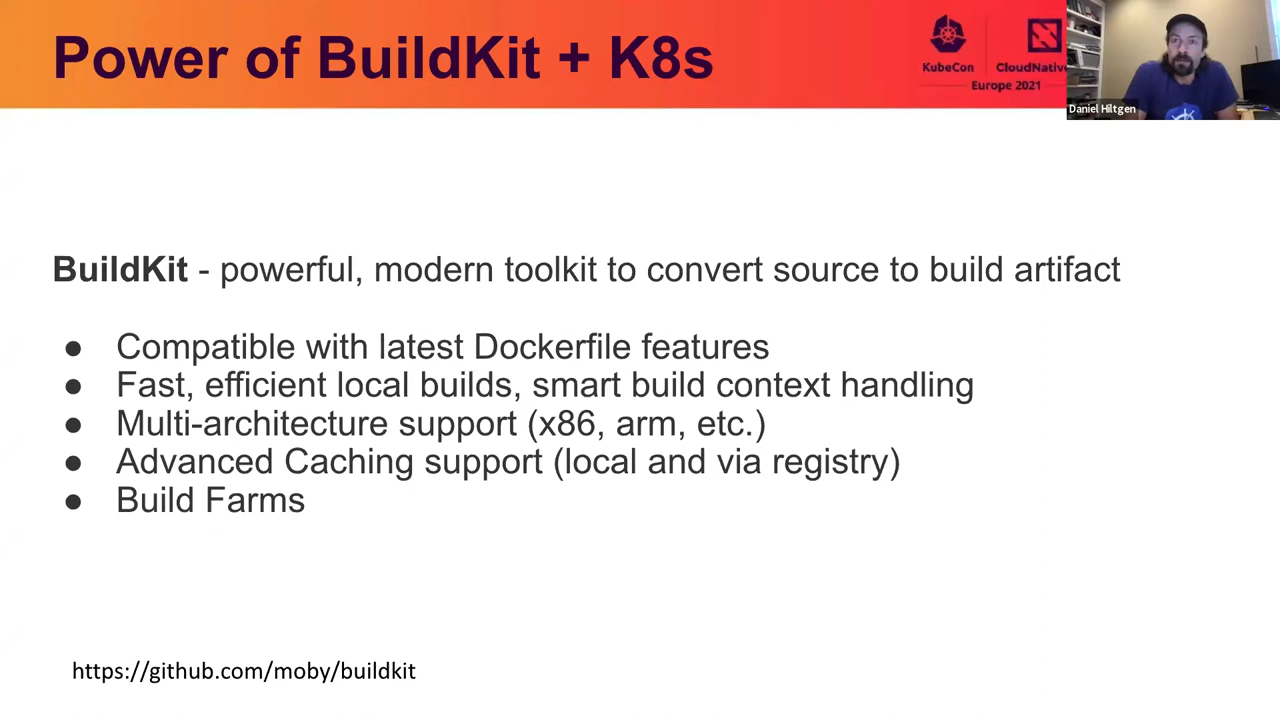 Power of BuildKit + K8s
KubeCon
CloudNative
Europe 2021
Daniel Hiltgen
BuildKit - powerful, modern toolkit to convert source to build artifact
● Compatible with latest Dockerfile features
● Fast, efficient local builds, smart build context handling
● Multi-architecture support (x86, arm, etc.)
● Advanced Caching support (local and via registry)
● Build Farms
https://github.com/moby/buildkit